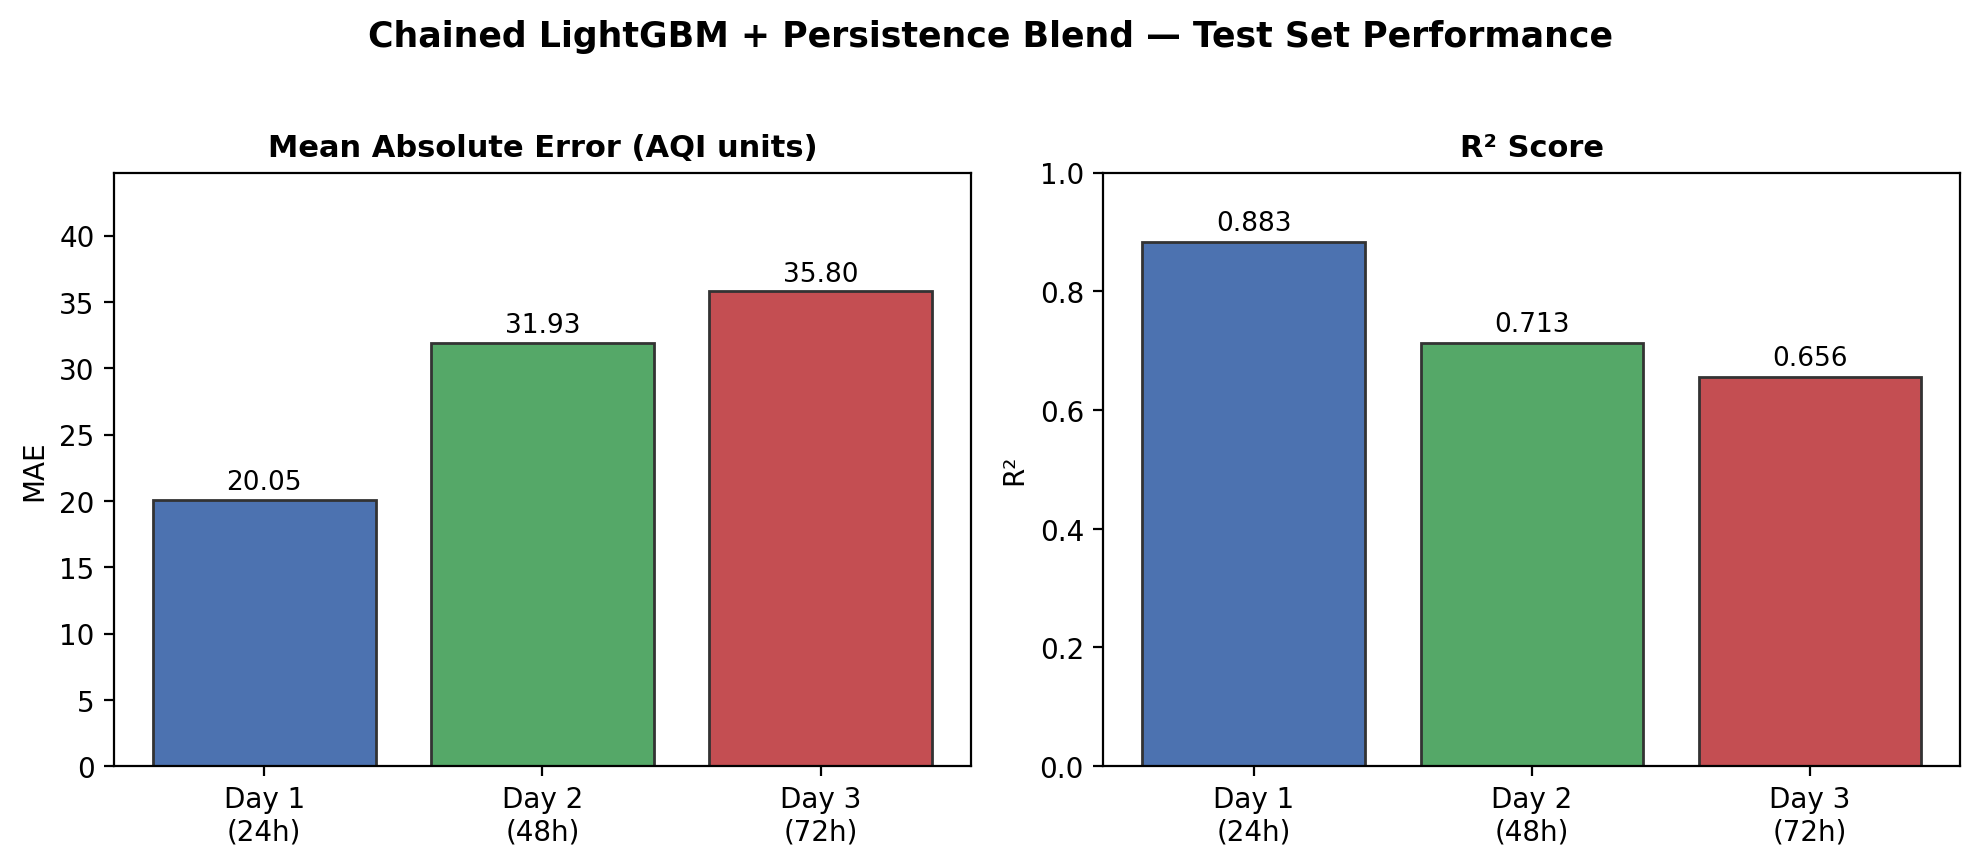 Chained LightGBM + Persistence Blend — Test Set Performance
Mean Absolute Error (AQI units)
MAE
40
35
30
25
20
15
10
5
0
20.05
31.93
35.80
Day 1
(24h)
Day 2
(48h)
Day 3
(72h)
R² Score
R²
1.0
0.8
0.6
0.4
0.2
0.0
0.883
0.713
0.656
Day 1
(24h)
Day 2
(48h)
Day 3
(72h)